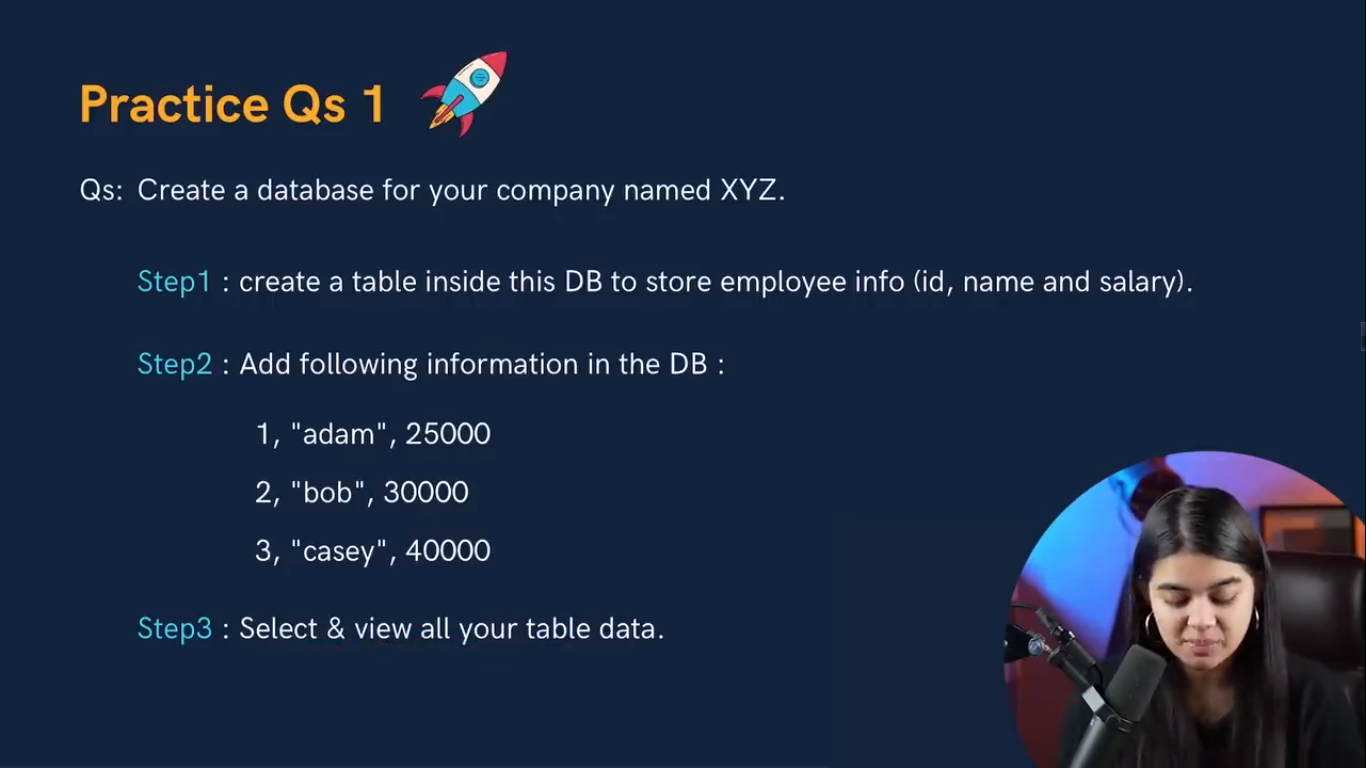 Practice Qs 1
Qs: Create a database for your company named XYZ.
Step1 : create a table inside this DB to store employee info (id, name and salary).
Step2 : Add following information in the DB :
1, "adam", 25000
2, "bob", 30000
3, "casey", 40000
Step3 : Select & view all your table data.